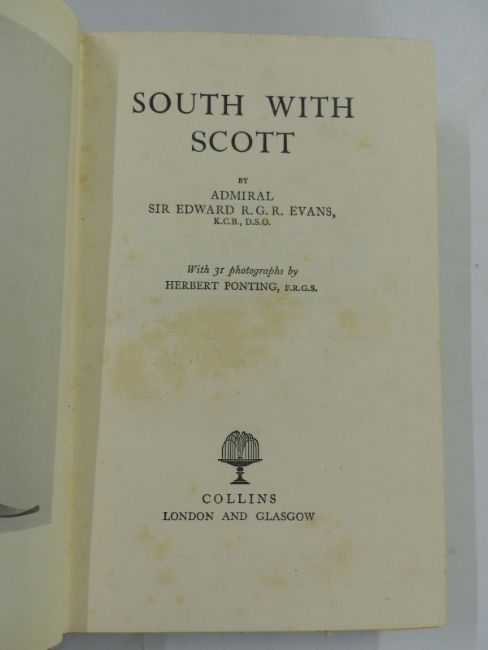 SOUTH WITH
SCOTT
BY
ADMIRAL
SIR EDWARD R.G.R. EVANS,
K.C.B., D.S.O.
With 31 photographs by
HERBERT PONTING, F.R.G.S.
COLLINS
LONDON AND GLASGOW